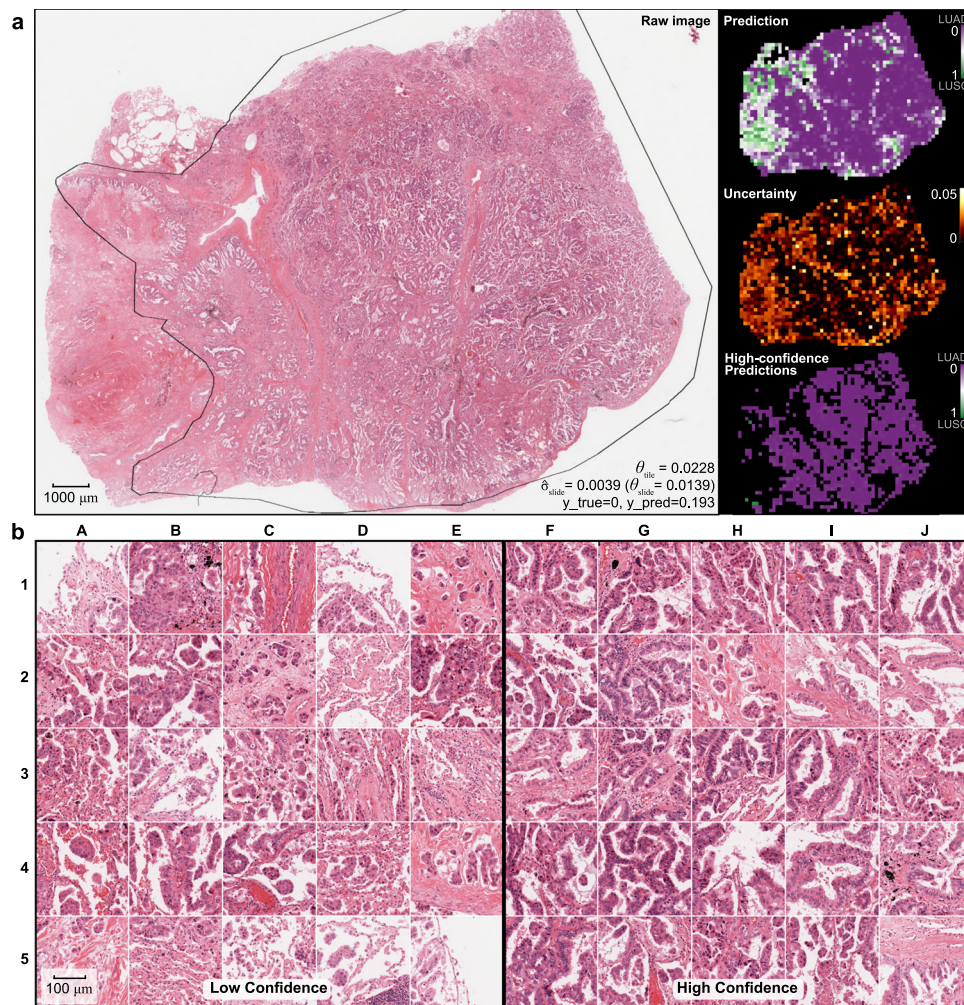 a
Raw image
Prediction
LUAD
0
1
LUSC
Uncertainty
0.05
0
High-confidence
Predictions
LUAD
0
1
LUSC
1000 μm
θtile = 0.0228
σ̂slide = 0.0039 (θslide = 0.0139)
y_true=0, y_pred=0.193
b
A B C D E F G H I J
1
2
3
4
5
100 μm
Low Confidence
High Confidence